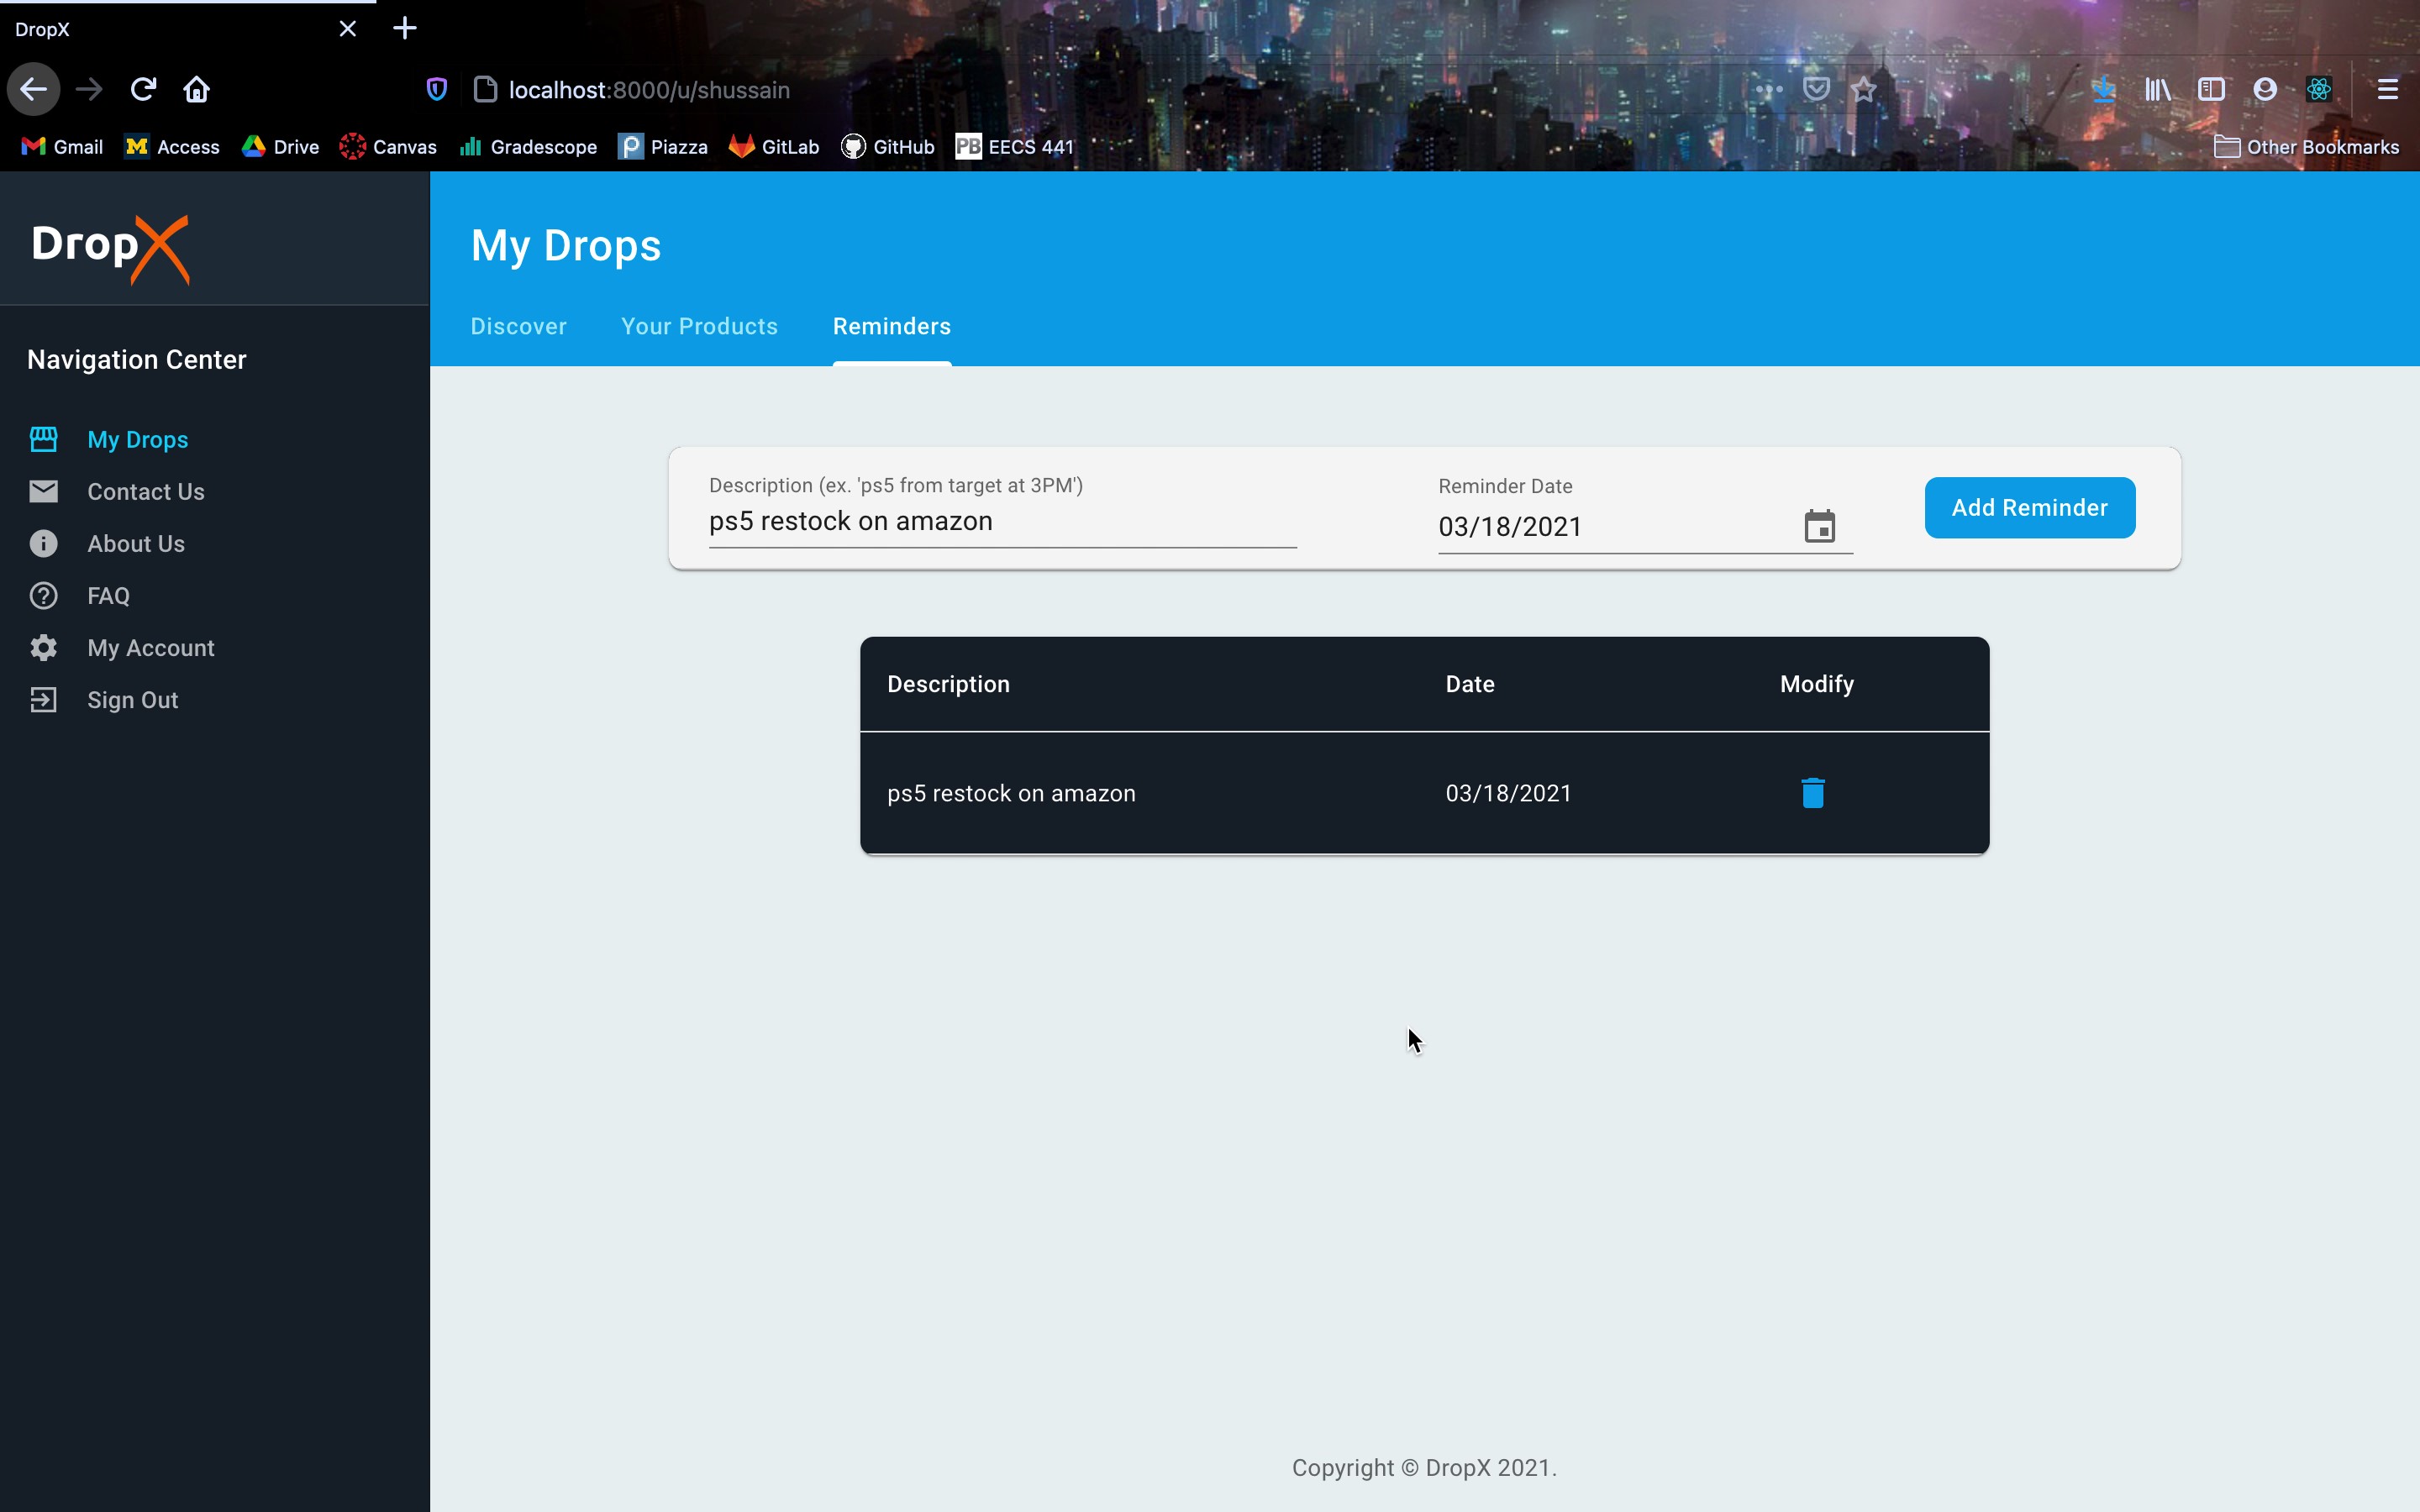 DropX
localhost:8000/u/shussain
Gmail
Access
Drive
Canvas
Gradescope
Piazza
GitLab
GitHub
PB EECS 441
Other Bookmarks
DropX
Navigation Center
My Drops
Contact Us
About Us
FAQ
My Account
Sign Out
My Drops
Discover
Your Products
Reminders
Description (ex. 'ps5 from target at 3PM')
ps5 restock on amazon
Reminder Date
03/18/2021
Add Reminder
Description Date Modify
ps5 restock on amazon 03/18/2021
Copyright © DropX 2021.